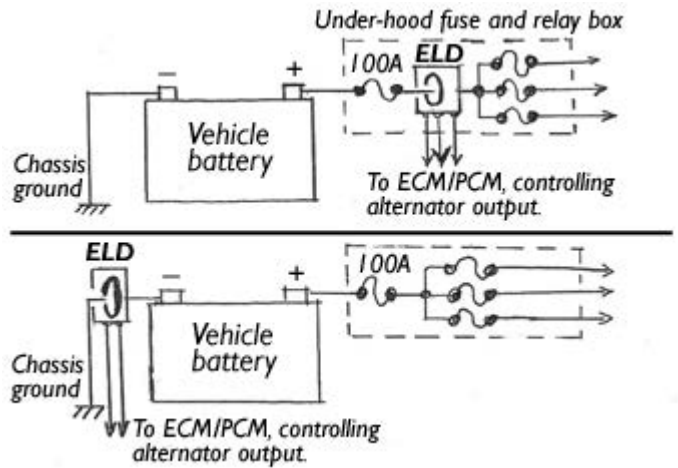 Under-hood fuse and relay box
100A
ELD
− +
Vehicle
battery
Chassis
ground
To ECM/PCM, controlling
alternator output.
ELD
− +
100A
Vehicle
battery
Chassis
ground
To ECM/PCM, controlling
alternator output.